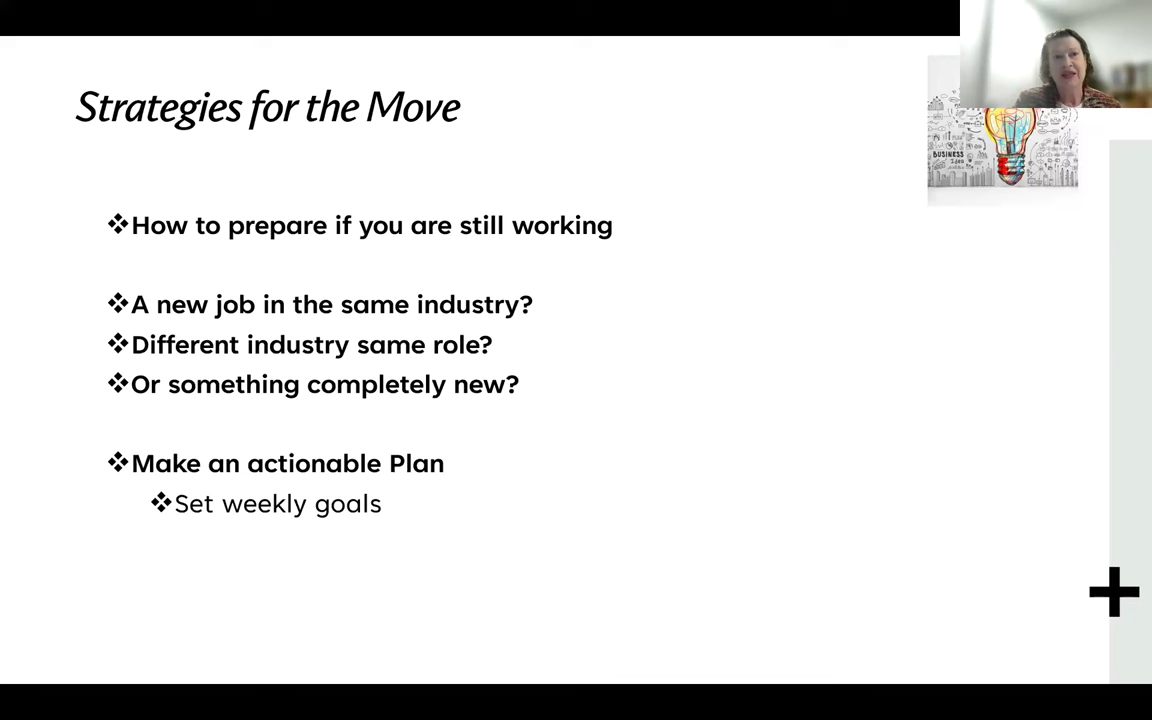 Strategies for the Move
BUSINESS
Idea
❖How to prepare if you are still working
❖A new job in the same industry?
❖Different industry same role?
❖Or something completely new?
❖Make an actionable Plan
❖Set weekly goals